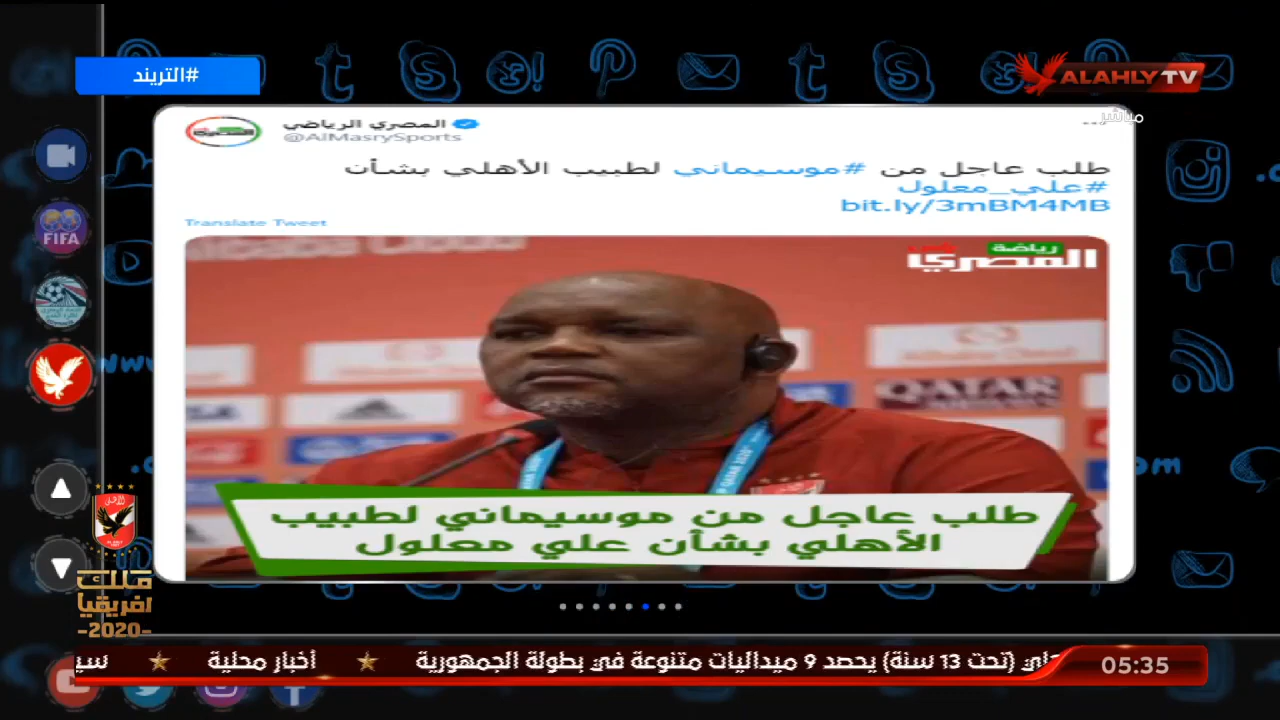 #التريند
ALAHLY TV
مباشر
المصري الرياضي
@AlMasrySports
طلب عاجل من #موسيماني لطبيب الأهلي بشأن
#علي_معلول
bit.ly/3mBM4MB
Translate Tweet
رياضة
المصري
QATAR
طلب عاجل من موسيماني لطبيب
الأهلي بشأن علي معلول
FIFA
ملك
افريقيا
-2020-
(تحت 13 سنة) يحصد 9 ميداليات متنوعة في بطولة الجمهورية ★ أخبار محلية ★
05:35